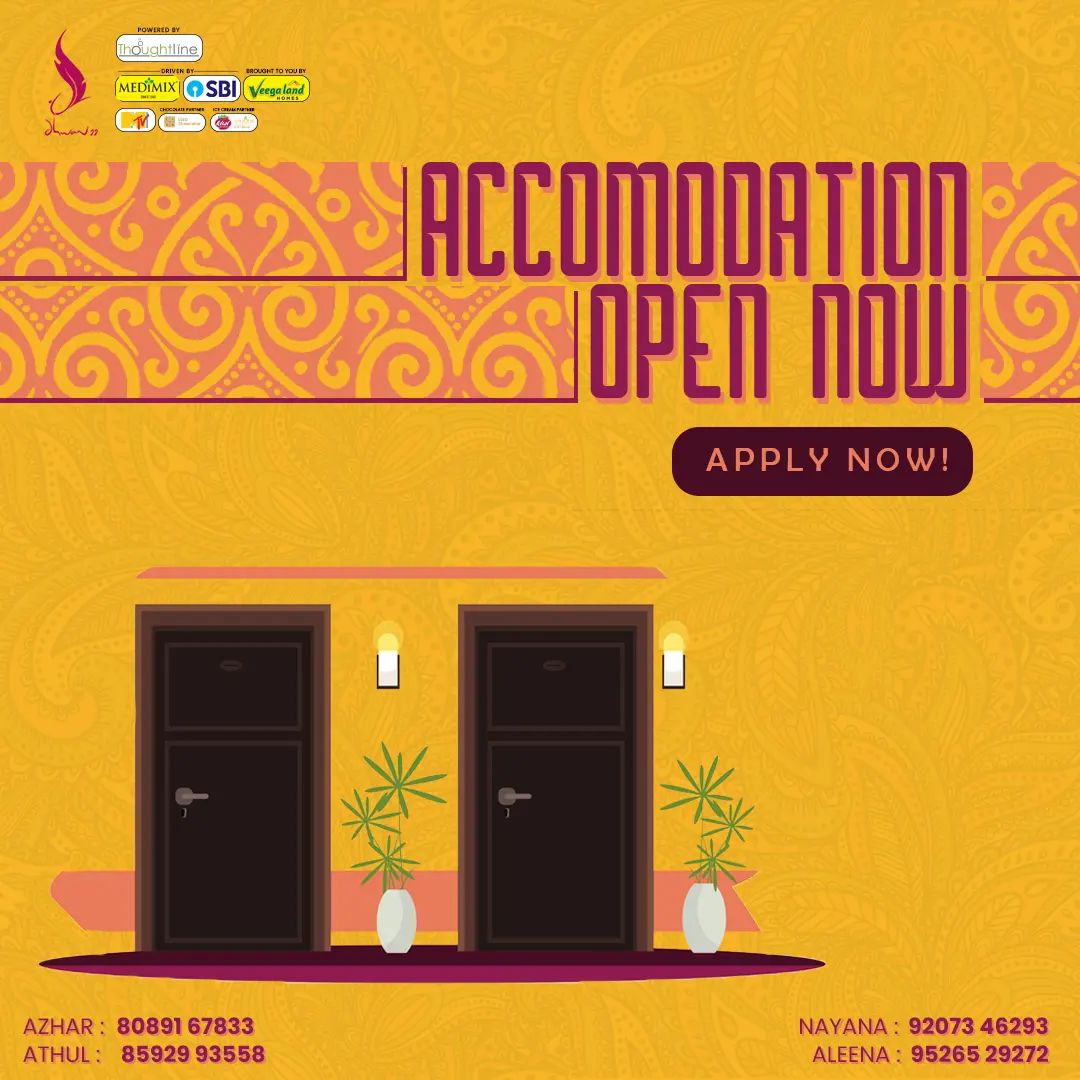 POWERED BY
Thoughtline
DRIVEN BY
BROUGHT TO YOU BY
MEDIMIX
SBI
Veegaland
HOMES
CHOCOLATE PARTNER
ICE CREAM PARTNER
TV
ACCOMODATION
OPEN NOW
APPLY NOW!
AZHAR : 80891 67833
ATHUL : 85929 93558
NAYANA : 92073 46293
ALEENA : 95265 29272